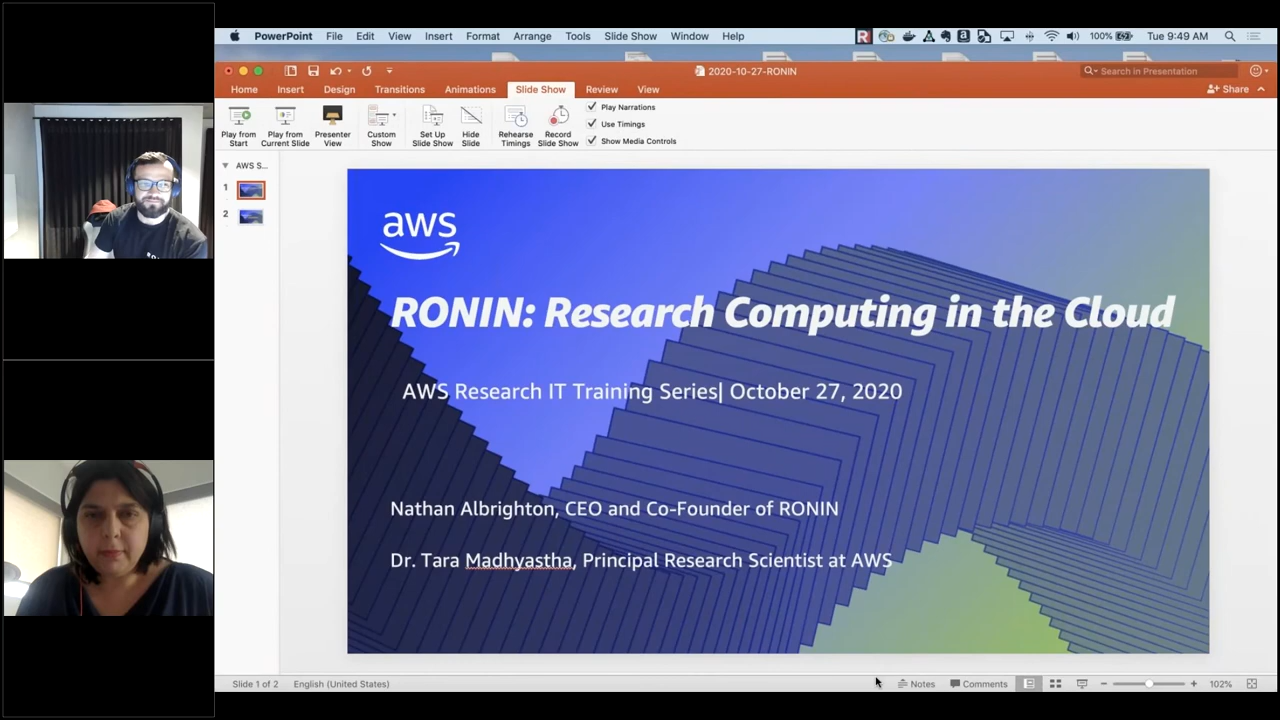 PowerPoint File Edit View Insert Format Arrange Tools Slide Show Window Help 100% Tue 9:49 AM
2020-10-27-RONIN Search in Presentation
Home Insert Design Transitions Animations Slide Show Review View Share
Play from Start
Play from Current Slide
Presenter View
Custom Show
Set Up Slide Show
Hide Slide
Rehearse Timings
Record Slide Show
Play Narrations
Use Timings
Show Media Controls
AWS S...
1
2
aws
RONIN: Research Computing in the Cloud
AWS Research IT Training Series| October 27, 2020
Nathan Albrighton, CEO and Co-Founder of RONIN
Dr. Tara Madhyastha, Principal Research Scientist at AWS
Slide 1 of 2 English (United States) Notes Comments 102%